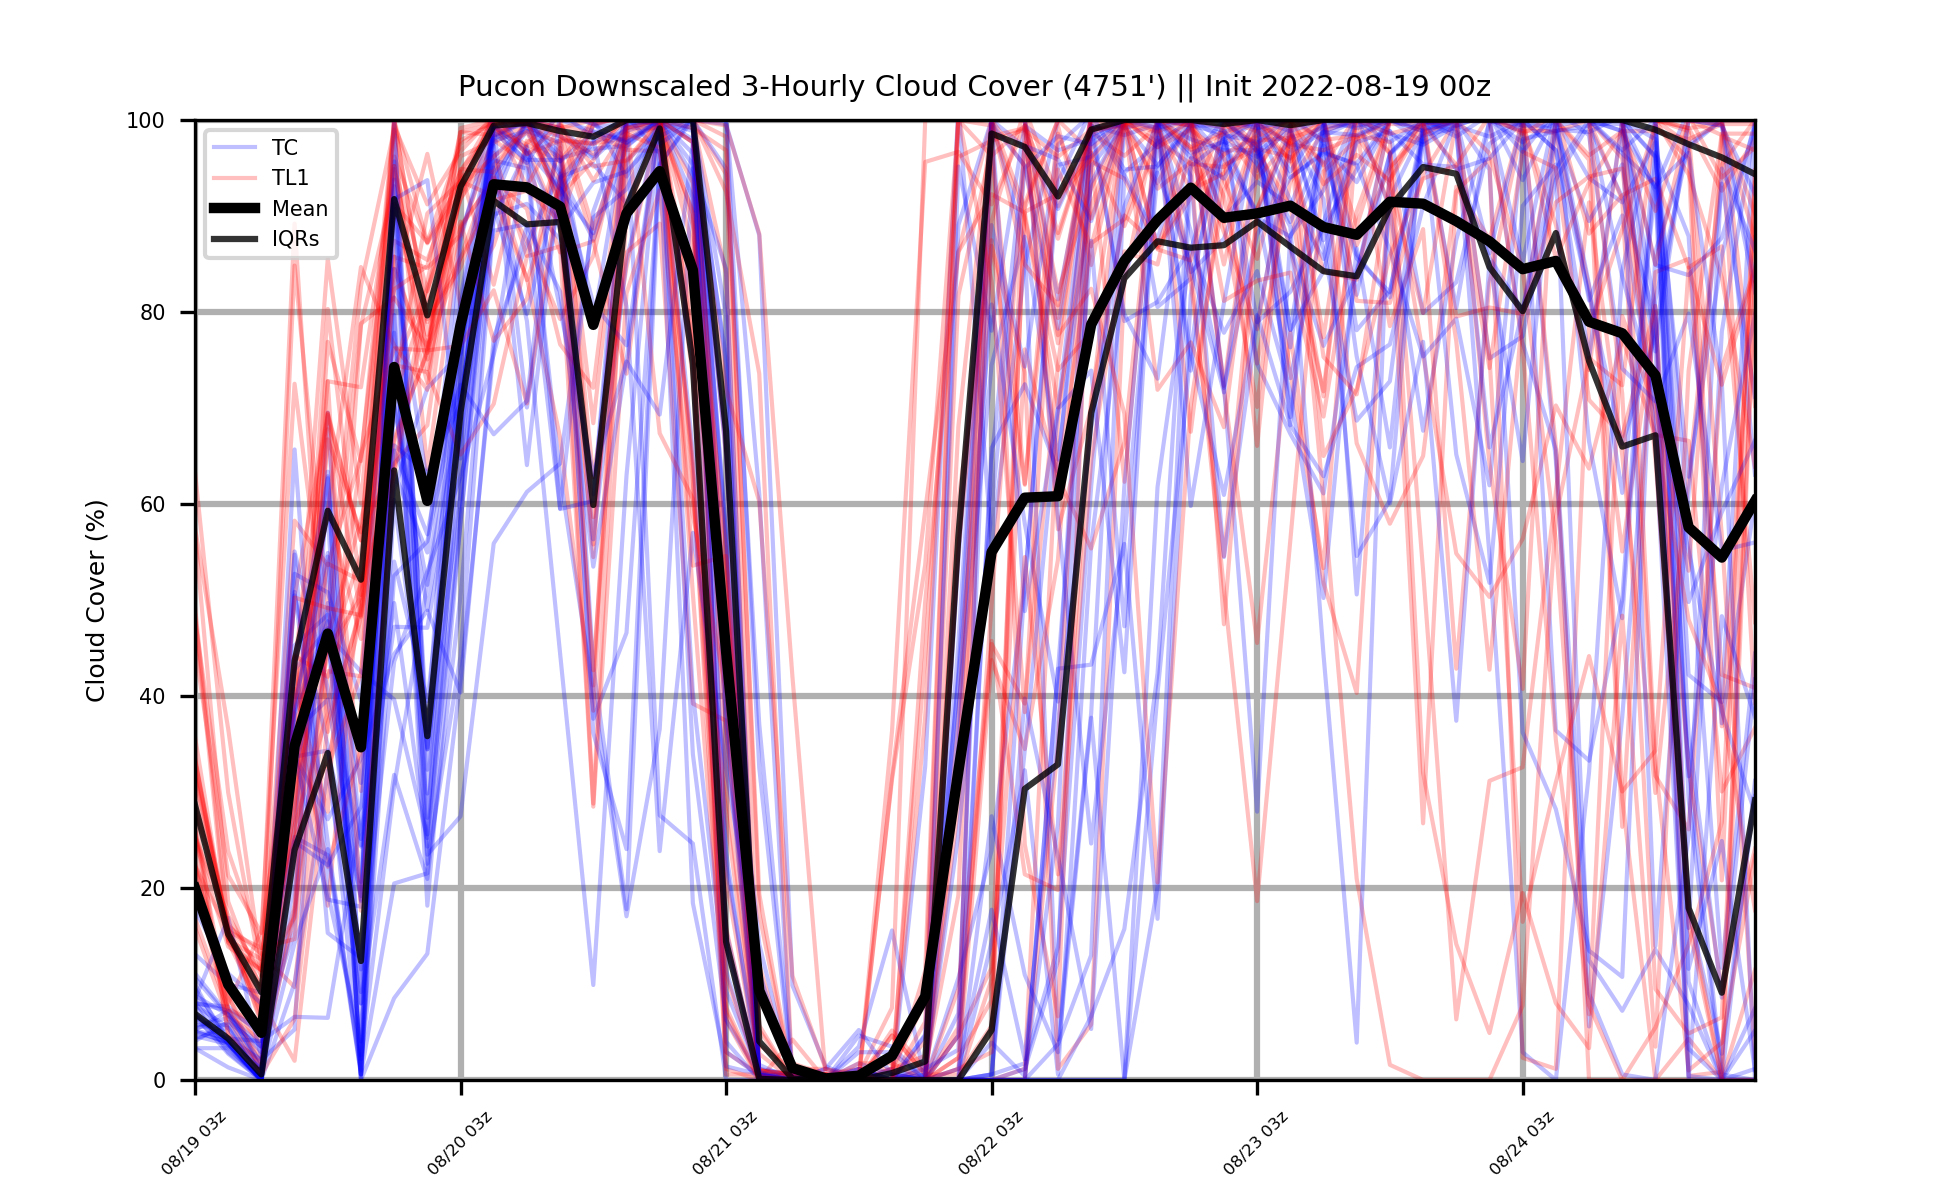 Pucon Downscaled 3-Hourly Cloud Cover (4751') || Init 2022-08-19 00z
100
80
60
40
20
0
Cloud Cover (%)
TC
TL1
Mean
IQRs
08/19 03z
08/20 03z
08/21 03z
08/22 03z
08/23 03z
08/24 03z